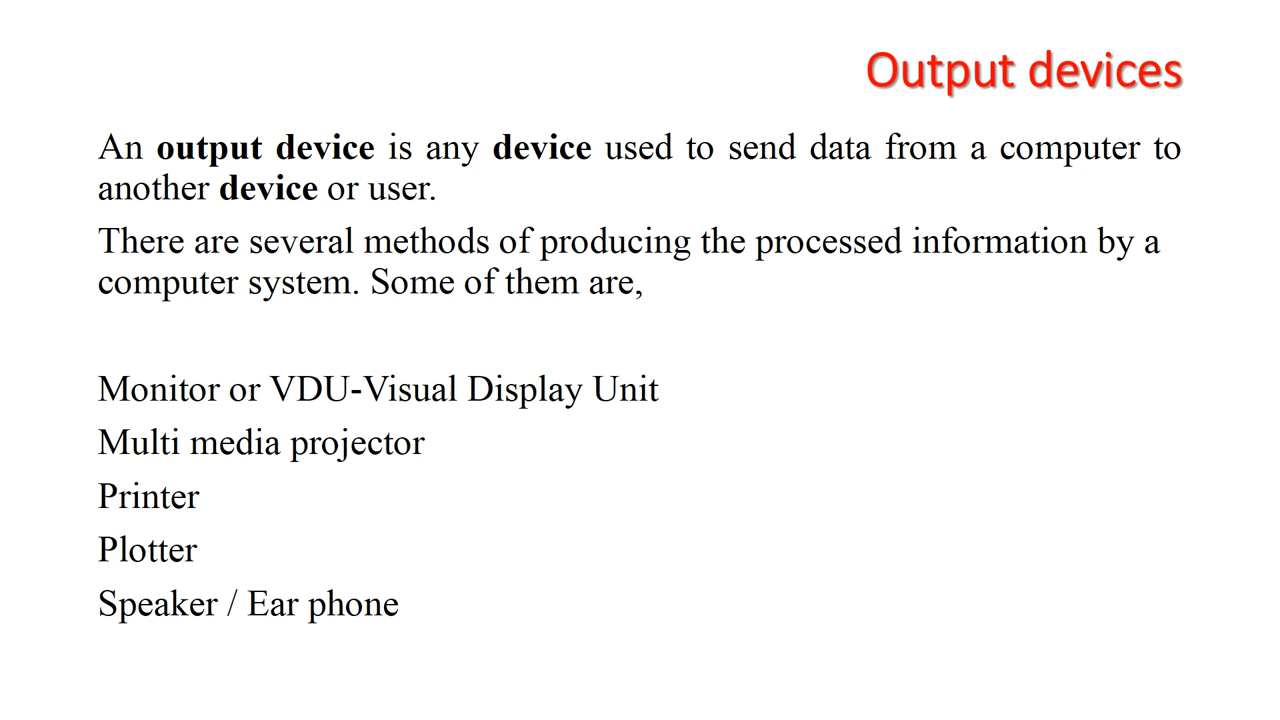 Output devices
An output device is any device used to send data from a computer to
another device or user.
There are several methods of producing the processed information by a
computer system. Some of them are,
Monitor or VDU-Visual Display Unit
Multi media projector
Printer
Plotter
Speaker / Ear phone